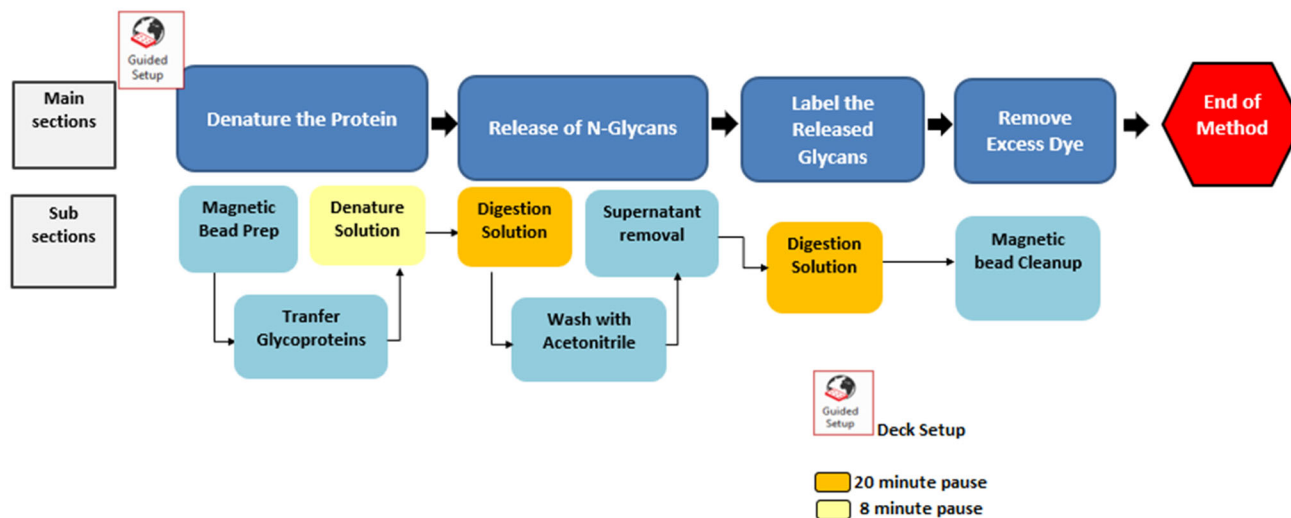 Guided
Setup
Main
sections
Denature the Protein
Release of N-Glycans
Label the
Released
Glycans
Remove
Excess Dye
End of
Method
Sub
sections
Magnetic
Bead Prep
Denature
Solution
Digestion
Solution
Supernatant
removal
Digestion
Solution
Magnetic
bead Cleanup
Tranfer
Glycoproteins
Wash with
Acetonitrile
Guided
Setup
Deck Setup
20 minute pause
8 minute pause